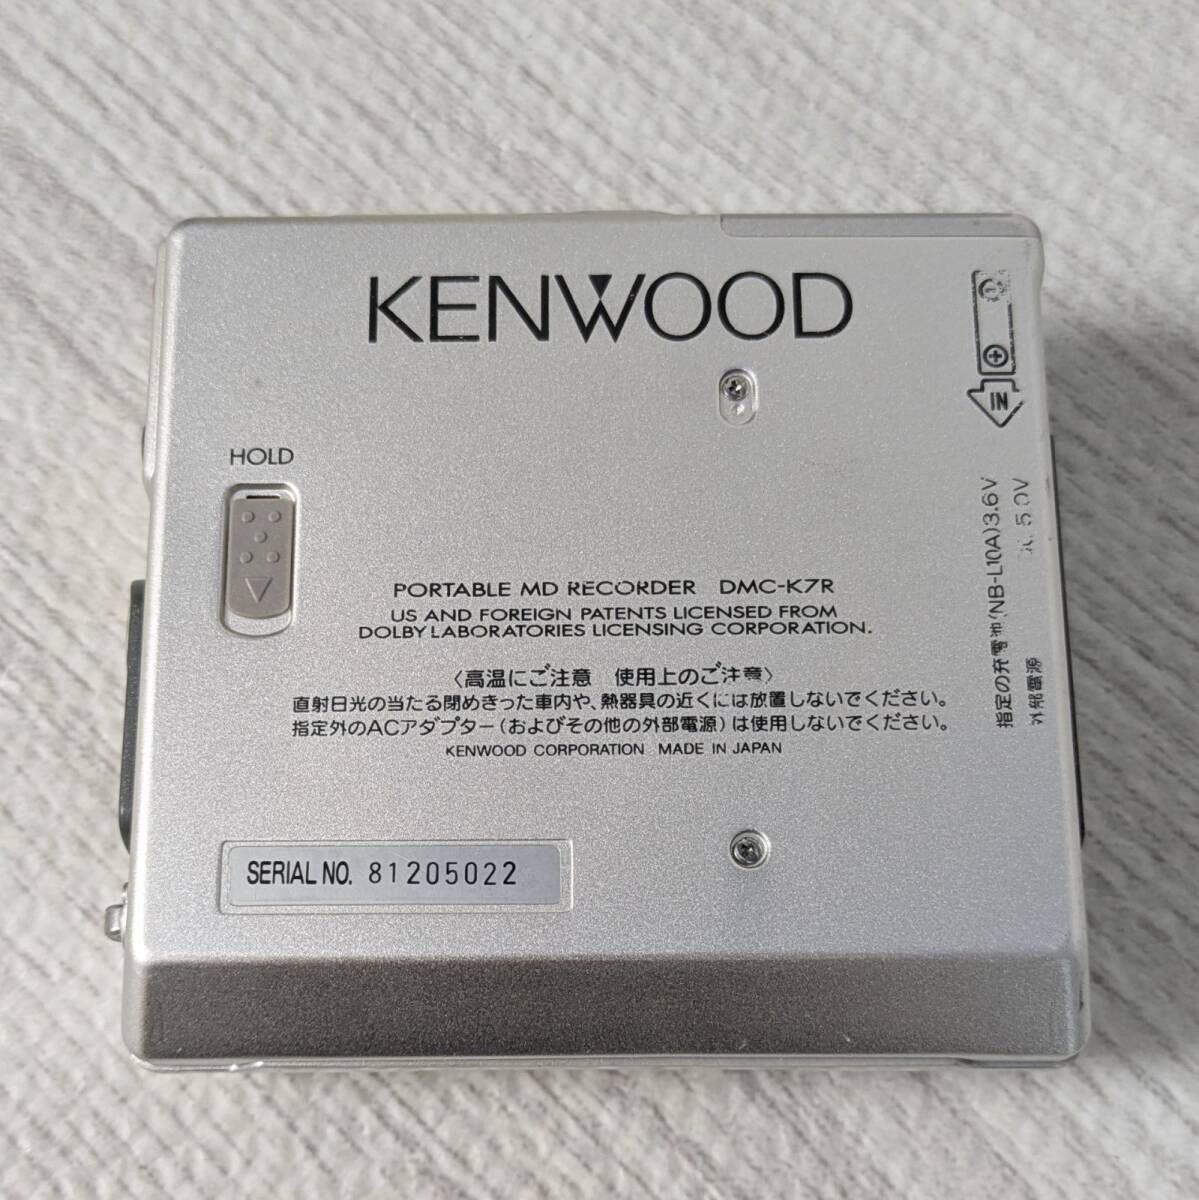 KENWOOD
IN
HOLD
指定の充電池(NB-L10A)3.6V
外部電源 5.0V
PORTABLE MD RECORDER DMC-K7R
US AND FOREIGN PATENTS LICENSED FROM
DOLBY LABORATORIES LICENSING CORPORATION.
〈高温にご注意 使用上のご注意〉
直射日光の当たる閉めきった車内や、熱器具の近くには放置しないでください。
指定外のACアダプター(およびその他の外部電源)は使用しないでください。
KENWOOD CORPORATION MADE IN JAPAN
SERIAL NO. 81205022